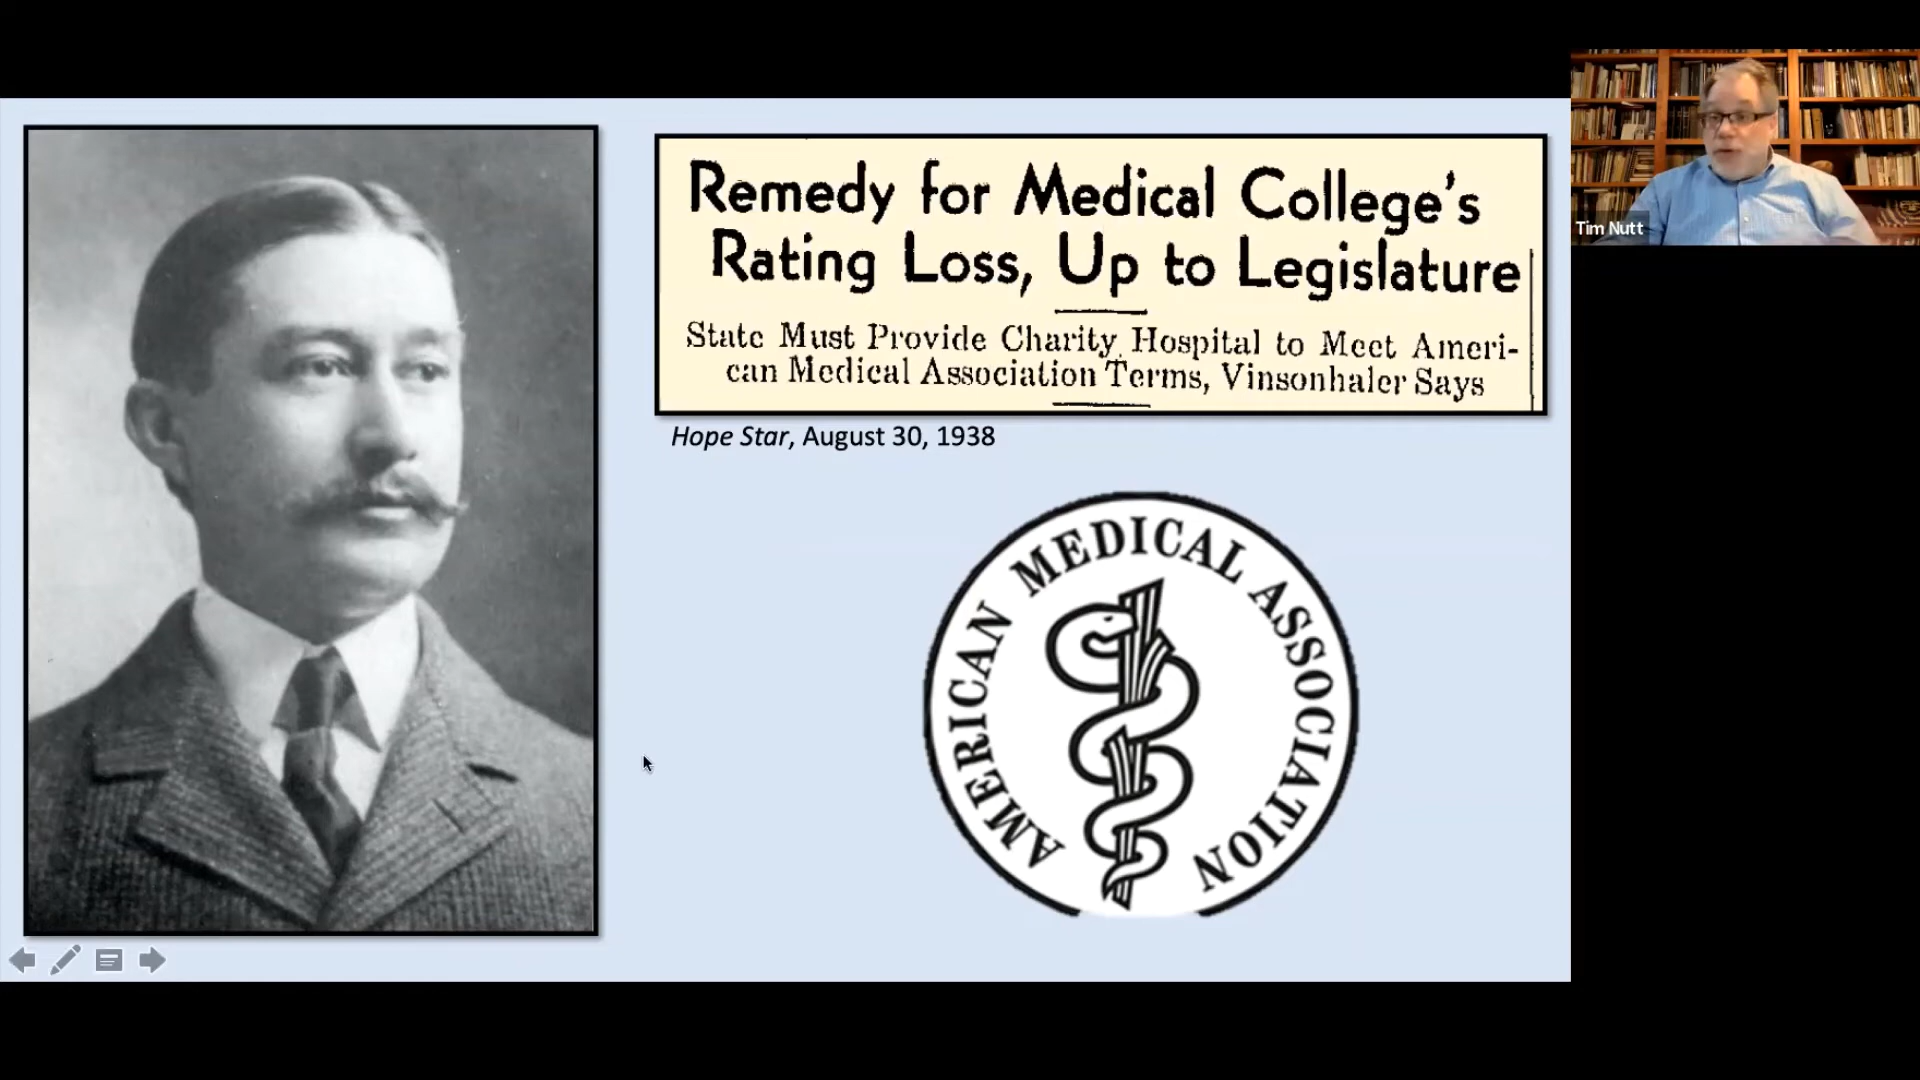 Remedy for Medical College's
Rating Loss, Up to Legislature
State Must Provide Charity Hospital to Meet Ameri-
can Medical Association Terms, Vinsonhaler Says
Hope Star, August 30, 1938
AMERICAN MEDICAL ASSOCIATION
Tim Nutt